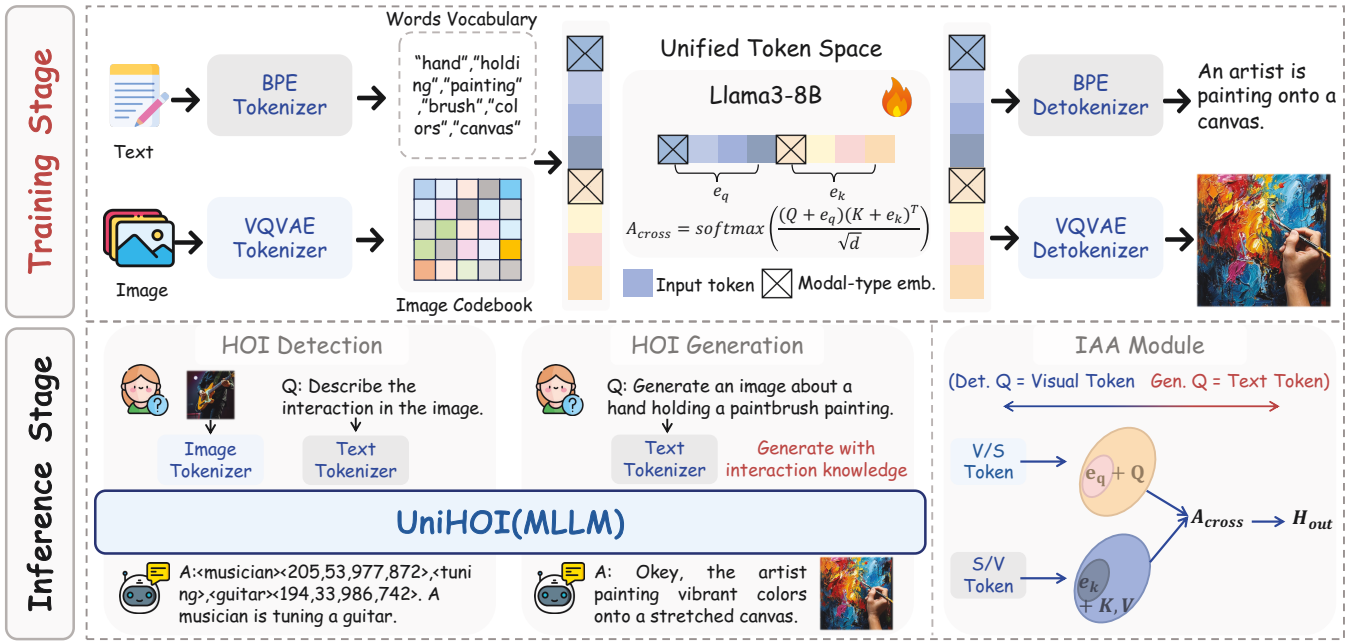 Training Stage
Text
BPE
Tokenizer
Words Vocabulary
"hand","holdi
ng","painting"
,"brush","col
ors","canvas"
Image
VQVAE
Tokenizer
Image Codebook
Unified Token Space
Llama3-8B
e_q
e_k
A_cross = softmax((Q + e_q)(K + e_k)^T / √d)
Input token
Modal-type emb.
BPE
Detokenizer
An artist is
painting onto a
canvas.
VQVAE
Detokenizer
Inference Stage
HOI Detection
Q: Describe the
interaction in the image.
Image
Tokenizer
Text
Tokenizer
HOI Generation
Q: Generate an image about a
hand holding a paintbrush painting.
Text
Tokenizer
Generate with
interaction knowledge
UniHOI(MLLM)
A:<musician><205,53,977,872>,<tuni
ng>,<guitar><194,33,986,742>. A
musician is tuning a guitar.
A: Okey, the artist
painting vibrant colors
onto a stretched canvas.
IAA Module
(Det. Q = Visual Token Gen. Q = Text Token)
V/S
Token
e_q + Q
A_cross
H_out
S/V
Token
e_k
+ K, V